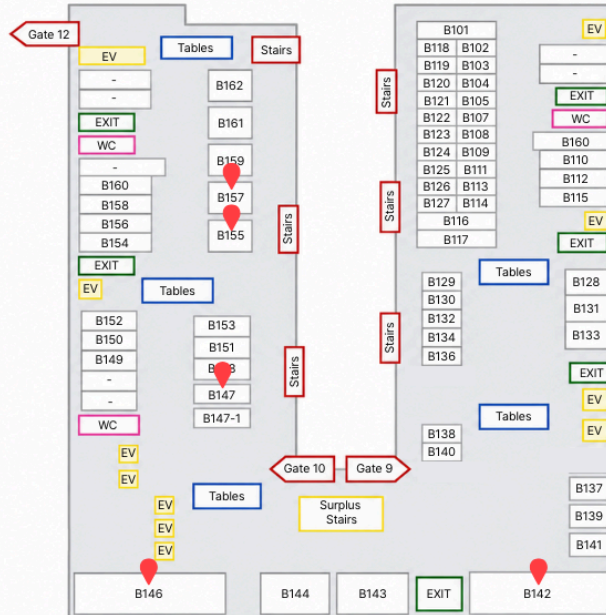 Gate 12
EV
Tables
Stairs
-
-
EXIT
WC
-
B160
B158
B156
B154
EXIT
EV
Tables
B162
B161
B159
B157
B155
Stairs
B152
B150
B149
-
-
WC
EV
EV
EV
EV
EV
B153
B151
B147
B147-1
Stairs
Tables
Gate 10
Gate 9
Surplus
Stairs
B146
B144
B143
EXIT
B142
Stairs
Stairs
Stairs
B101
B118 B102
B119 B103
B120 B104
B121 B105
B122 B107
B123 B108
B124 B109
B125 B111
B126 B113
B127 B114
B116
B117
EV
-
-
EXIT
WC
B160
B110
B112
B115
EV
EXIT
Tables
B129
B130
B132
B134
B136
B128
B131
B133
EXIT
EV
EV
Tables
B138
B140
B137
B139
B141